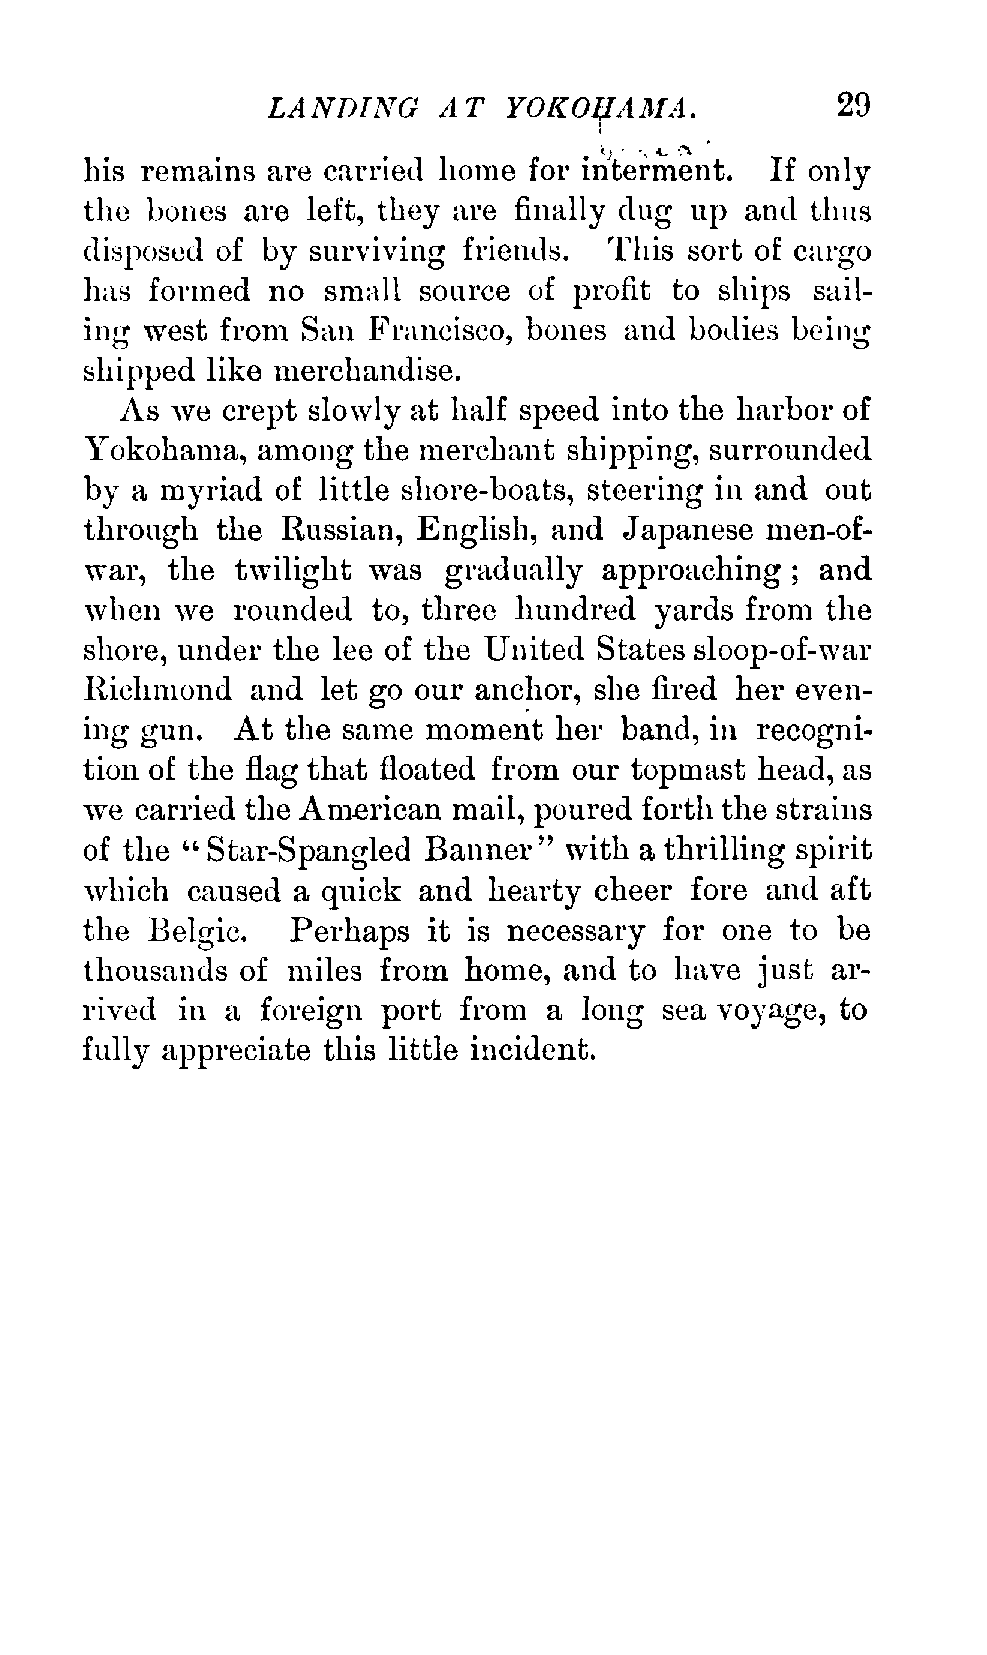 LANDING AT YOKOHAMA. 29
his remains are carried home for interment. If only
the bones are left, they are finally dug up and thus
disposed of by surviving friends. This sort of cargo
has formed no small source of profit to ships sail-
ing west from San Francisco, bones and bodies being
shipped like merchandise.
As we crept slowly at half speed into the harbor of
Yokohama, among the merchant shipping, surrounded
by a myriad of little shore-boats, steering in and out
through the Russian, English, and Japanese men-of-
war, the twilight was gradually approaching; and
when we rounded to, three hundred yards from the
shore, under the lee of the United States sloop-of-war
Richmond and let go our anchor, she fired her even-
ing gun. At the same moment her band, in recogni-
tion of the flag that floated from our topmast head, as
we carried the American mail, poured forth the strains
of the “Star-Spangled Banner” with a thrilling spirit
which caused a quick and hearty cheer fore and aft
the Belgic. Perhaps it is necessary for one to be
thousands of miles from home, and to have just ar-
rived in a foreign port from a long sea voyage, to
fully appreciate this little incident.